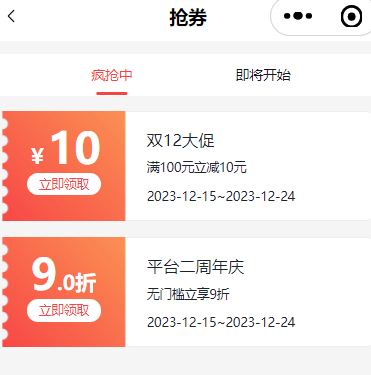 抢券
疯抢中 即将开始
¥10
立即领取
双12大促
满100元立减10元
2023-12-15~2023-12-24
9.0折
立即领取
平台二周年庆
无门槛立享9折
2023-12-15~2023-12-24